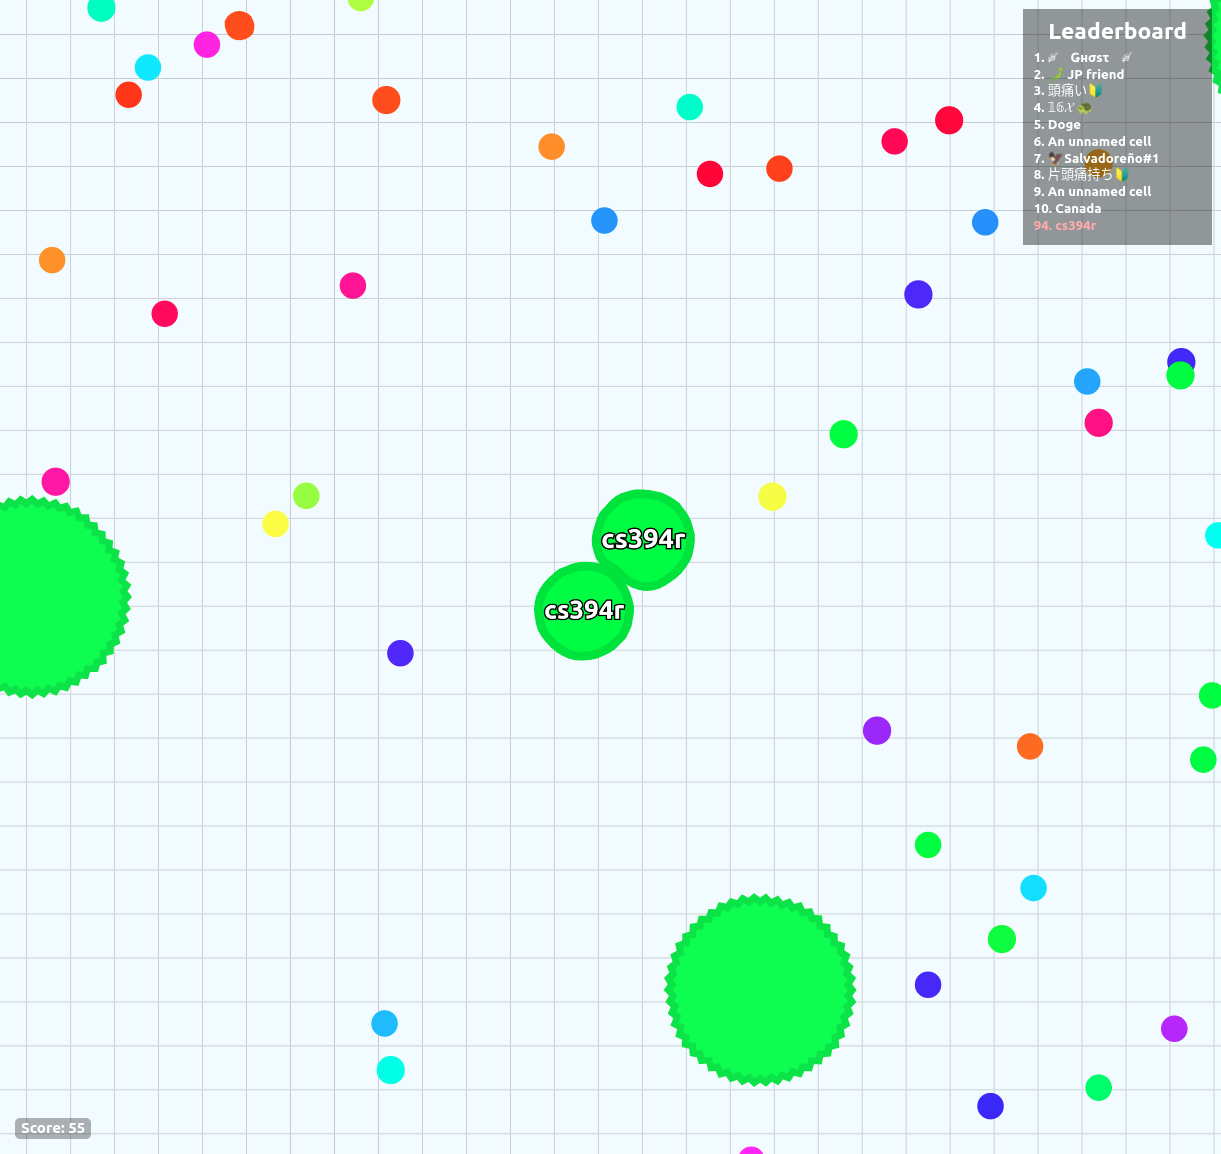 Leaderboard
1. Gнσsτ
2. JP friend
3. 頭痛い🔰
4. 𝟙𝟞𝓧
5. Doge
6. An unnamed cell
7. 🦅Salvadoreño#1
8. 片頭痛持ち🔰
9. An unnamed cell
10. Canada
94. cs394r
cs394r
cs394r
Score: 55